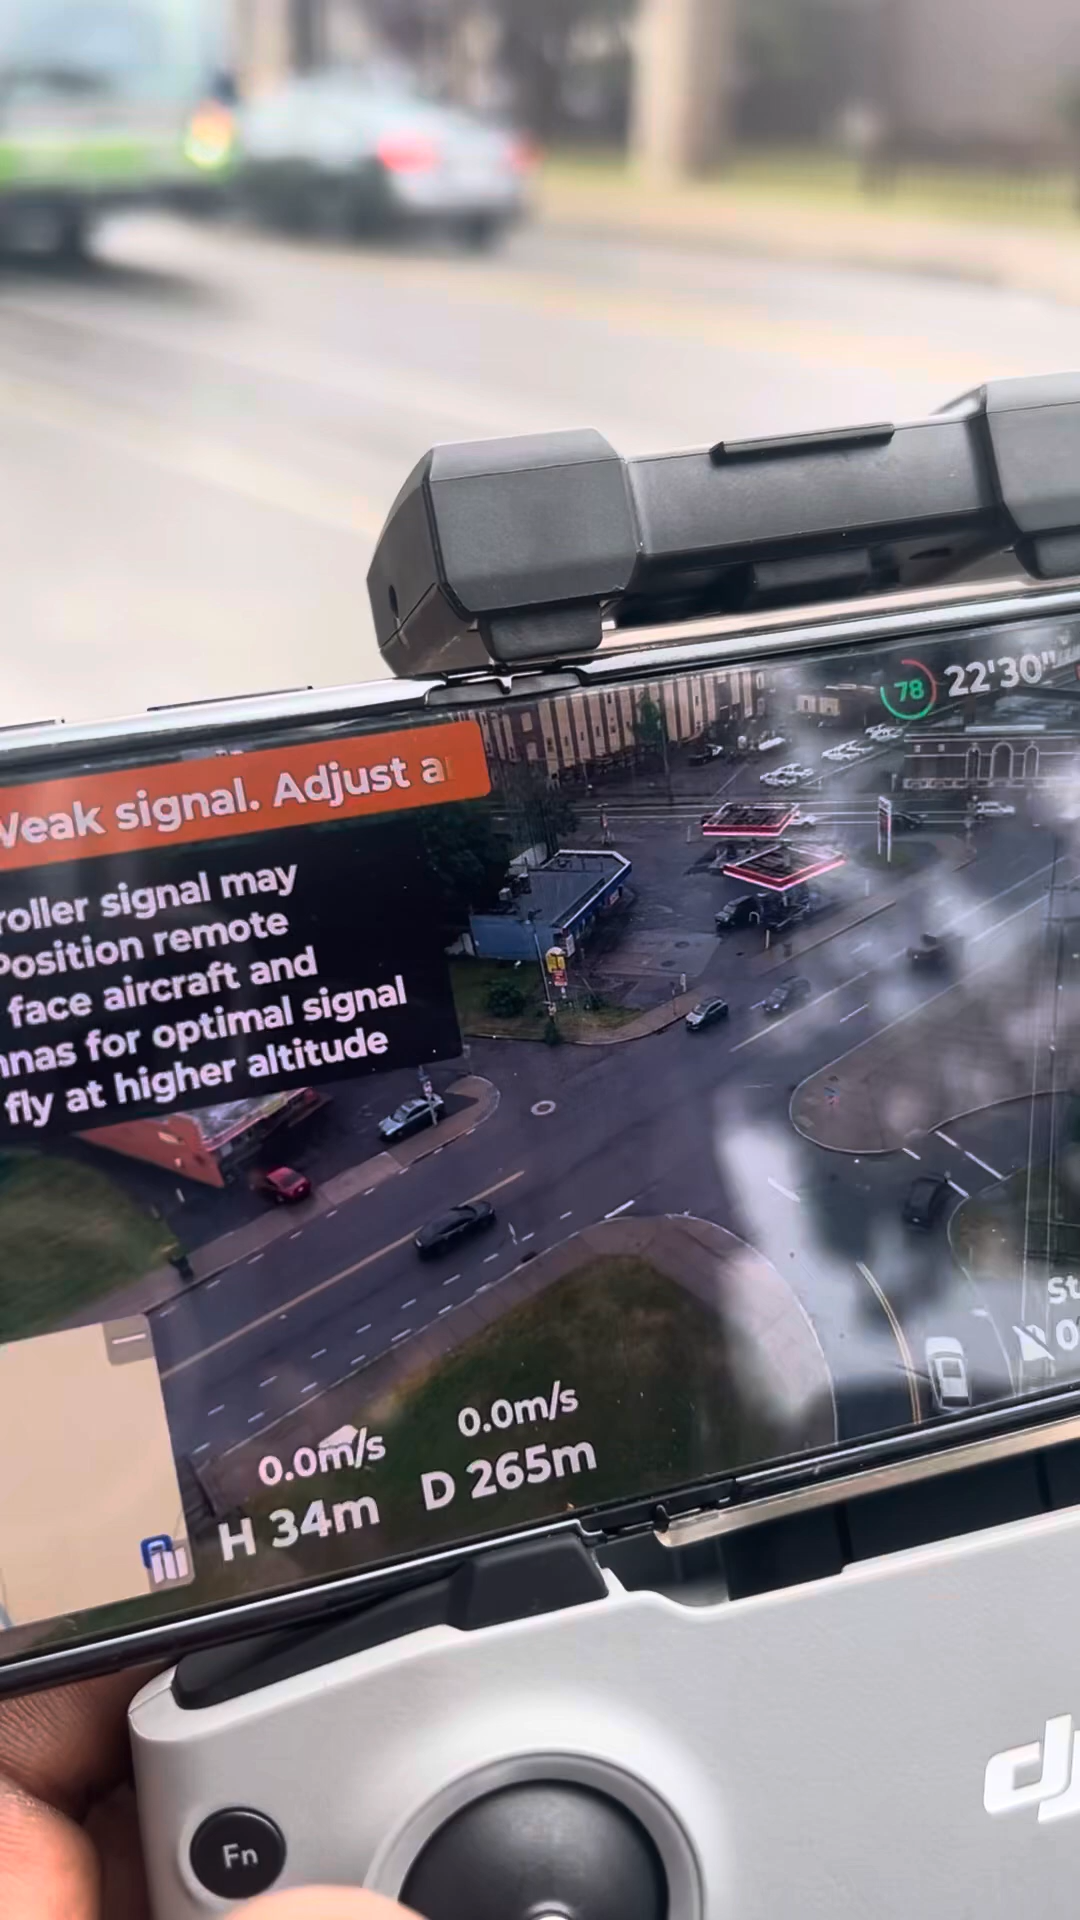 78 22'30"
Weak signal. Adjust a
roller signal may
Position remote
face aircraft and
nnas for optimal signal
fly at higher altitude
St
0.0m/s 0.0m/s
H 34m D 265m
Fn
dj